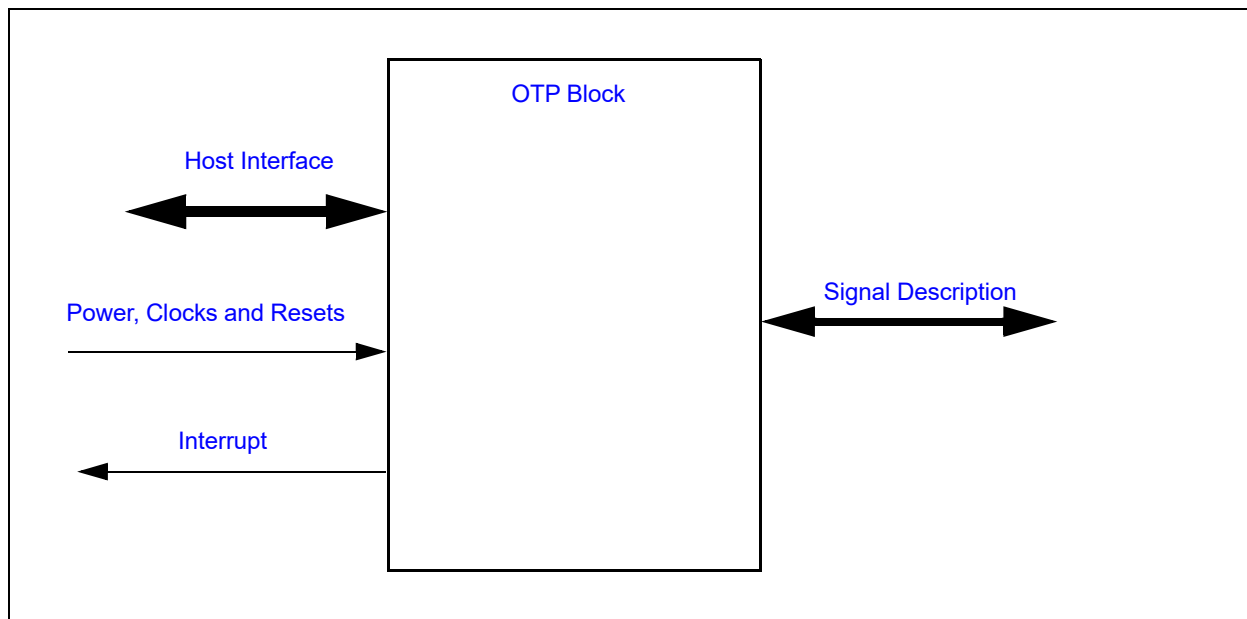 OTP Block
Host Interface
Signal Description
Power, Clocks and Resets
Interrupt